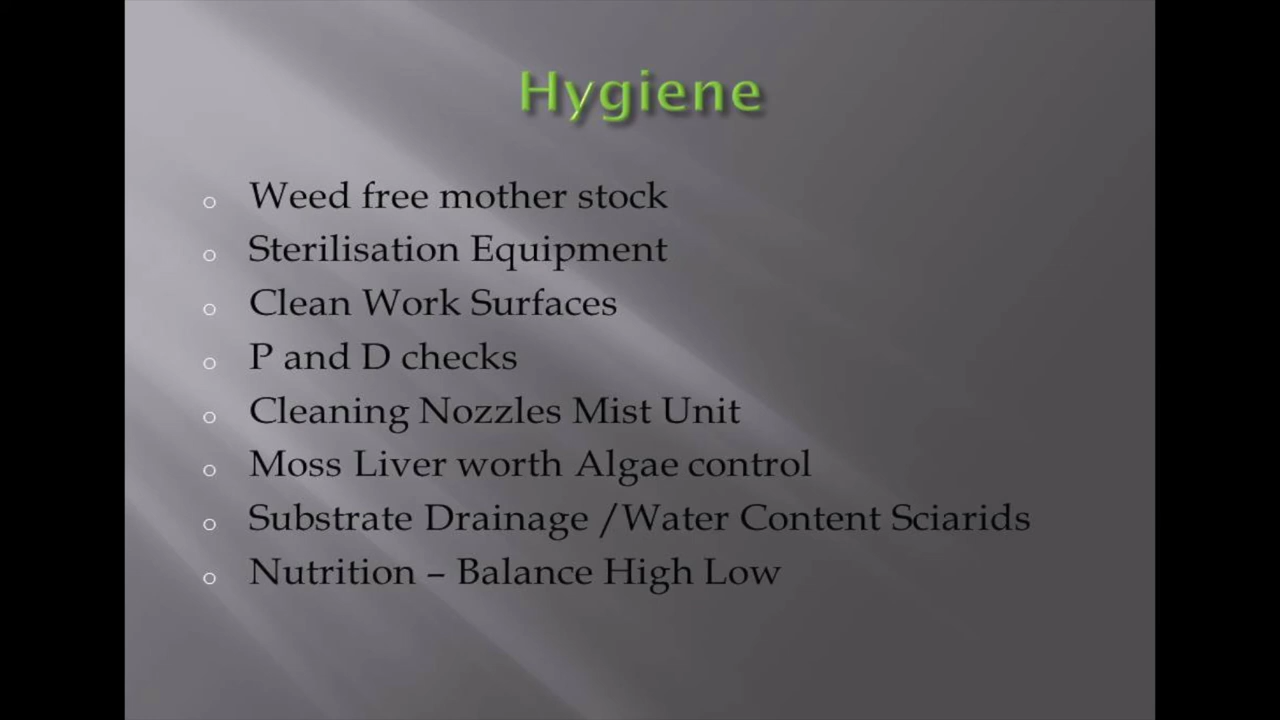 Hygiene
Weed free mother stock
Sterilisation Equipment
Clean Work Surfaces
P and D checks
Cleaning Nozzles Mist Unit
Moss Liver worth Algae control
Substrate Drainage /Water Content Sciarids
Nutrition – Balance High Low